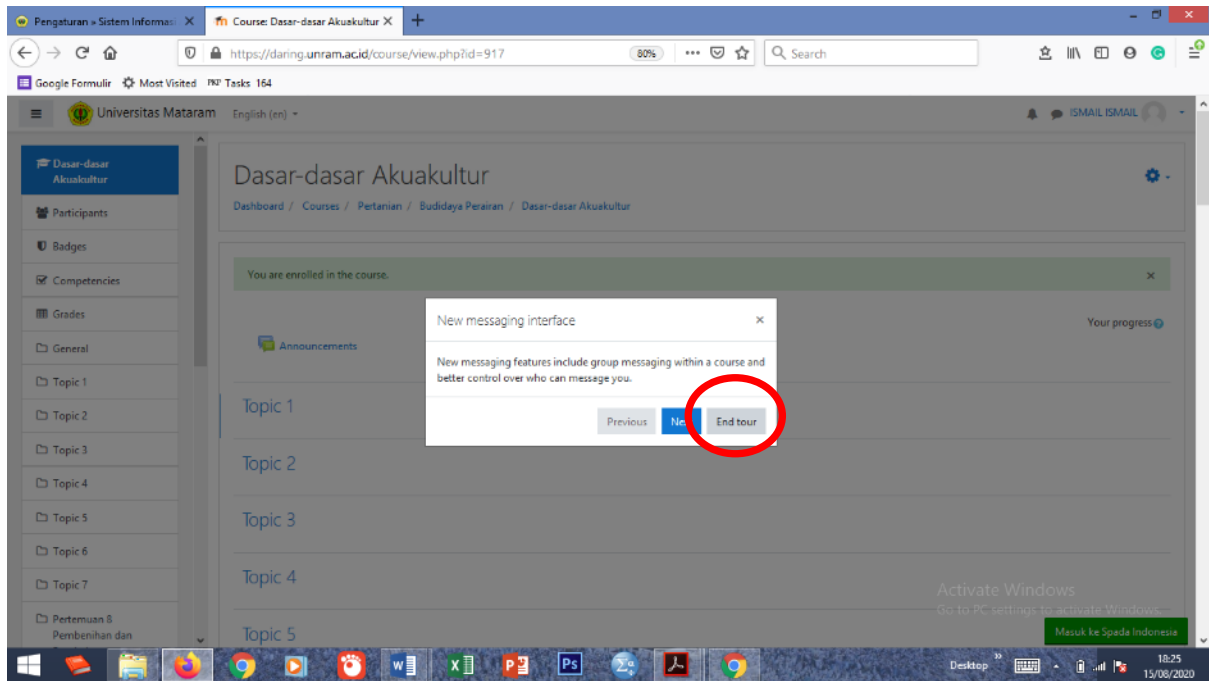 Pengaturan » Sistem Informasi
Course: Dasar-dasar Akuakultur
https://daring.unram.ac.id/course/view.php?id=917
80%
Search
Google Formulir
Most Visited
PKP Tasks 164
Universitas Mataram
English (en)
ISMAIL ISMAIL
Dasar-dasar
Akuakultur
Participants
Badges
Competencies
Grades
General
Topic 1
Topic 2
Topic 3
Topic 4
Topic 5
Topic 6
Topic 7
Pertemuan 8
Pembenihan dan
Dasar-dasar Akuakultur
Dashboard / Courses / Pertanian / Budidaya Perairan / Dasar-dasar Akuakultur
You are enrolled in the course.
Your progress
Announcements
New messaging interface
New messaging features include group messaging within a course and
better control over who can message you.
Previous
End tour
Topic 1
Topic 2
Topic 3
Topic 4
Topic 5
Activate Windows
Go to PC settings to activate Windows.
Masuk ke Spada Indonesia
Ps
Desktop
18:25
15/08/2020